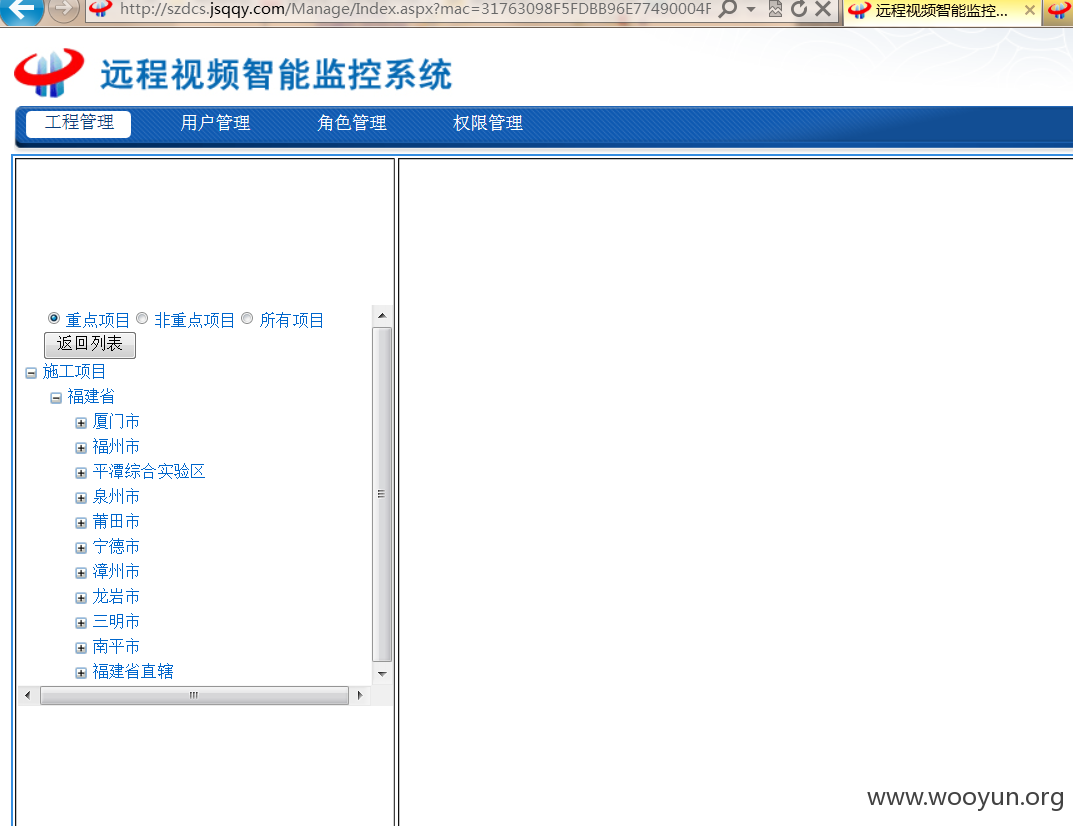 http://szdcs.jsqqy.com/Manage/Index.aspx?mac=31763098F5FDBB96E77490004F
远程视频智能监控...
远程视频智能监控系统
工程管理 用户管理 角色管理 权限管理
重点项目 非重点项目 所有项目
返回列表
施工项目
福建省
厦门市
福州市
平潭综合实验区
泉州市
莆田市
宁德市
漳州市
龙岩市
三明市
南平市
福建省直辖
www.wooyun.org